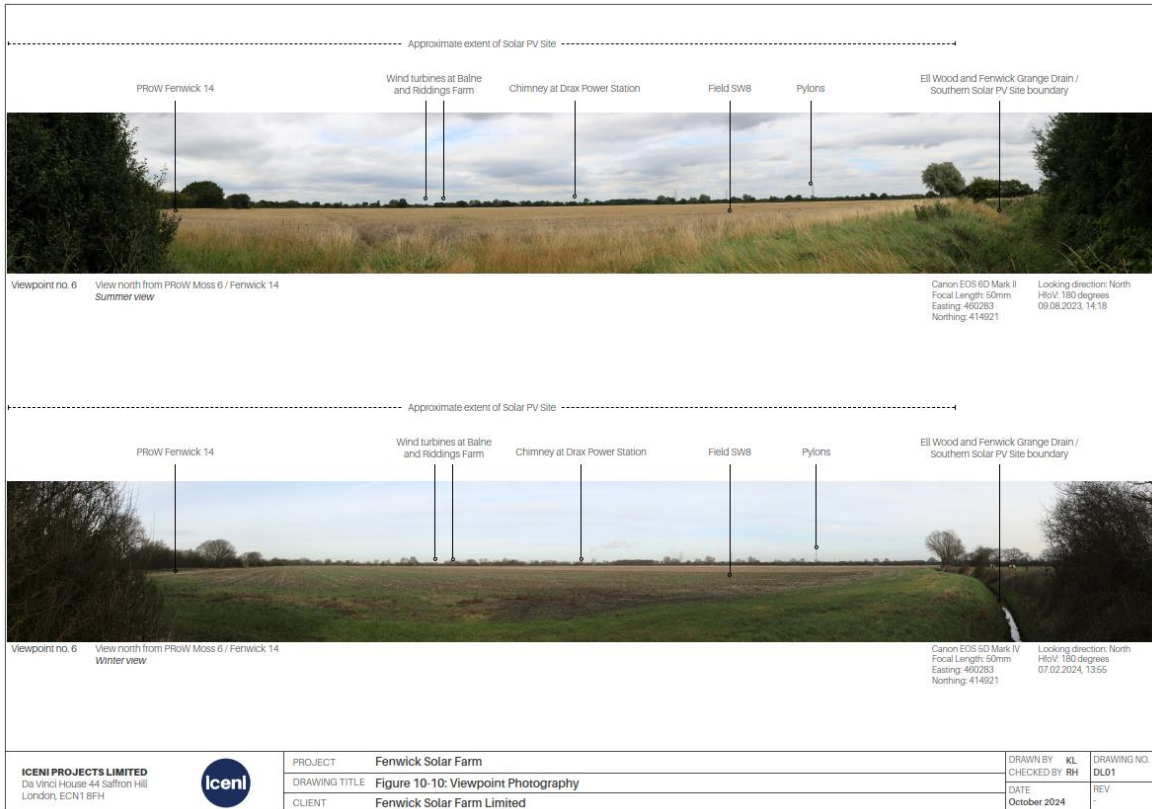 Approximate extent of Solar PV Site
PRoW Fenwick 14
Wind turbines at Balne
and Riddings Farm
Chimney at Drax Power Station
Field SW8
Pylons
Ell Wood and Fenwick Grange Drain /
Southern Solar PV Site boundary
Viewpoint no. 6
View north from PRoW Moss 6 / Fenwick 14
Summer view
Canon EOS 6D Mark II
Focal Length: 50mm
Easting: 460283
Northing: 414921
Looking direction: North
HfoV: 180 degrees
09.08.2023, 14:18
Approximate extent of Solar PV Site
PRoW Fenwick 14
Wind turbines at Balne
and Riddings Farm
Chimney at Drax Power Station
Field SW8
Pylons
Ell Wood and Fenwick Grange Drain /
Southern Solar PV Site boundary
Viewpoint no. 6
View north from PRoW Moss 6 / Fenwick 14
Winter view
Canon EOS 5D Mark IV
Focal Length: 50mm
Easting: 460283
Northing: 414921
Looking direction: North
HfoV: 180 degrees
07.02.2024, 13:55
ICENI PROJECTS LIMITED
Da Vinci House 44 Saffron Hill
London, ECN1 8FH
Iceni
PROJECT Fenwick Solar Farm
DRAWING TITLE Figure 10-10: Viewpoint Photography
CLIENT Fenwick Solar Farm Limited
DRAWN BY KL
CHECKED BY RH
DATE
October 2024
DRAWING NO.
DL01
REV
-